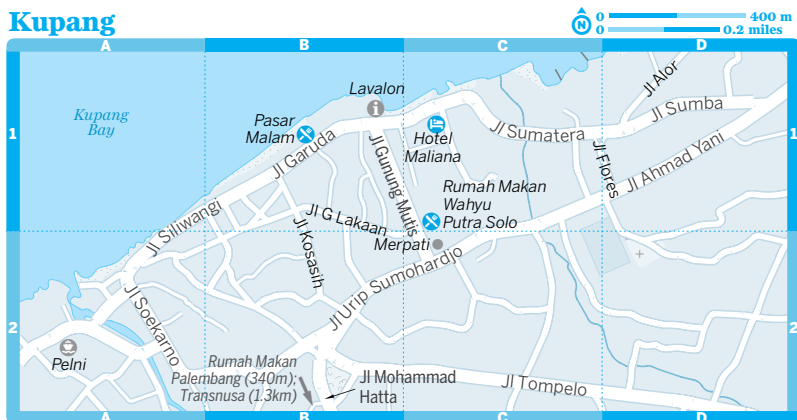 Kupang
N
0 400 m
0 0.2 miles
A B C D
1 1
2 2
Kupang
Bay
Pasar
Malam
Lavalon
Hotel
Maliana
Jl Garuda
Jl Gunung Mutis
Jl Sumatera
Jl Alor
Jl Sumba
Jl Flores
Jl Ahmad Yani
Rumah Makan
Wahyu
Putra Solo
Jl Siliwangi
Jl G Lakaan
Jl Kosasih
Merpati
Jl Urip Sumohardjo
Jl Soekarno
Pelni
Rumah Makan
Palembang (340m);
Transnusa (1.3km)
Jl Mohammad
Hatta
Jl Tompelo